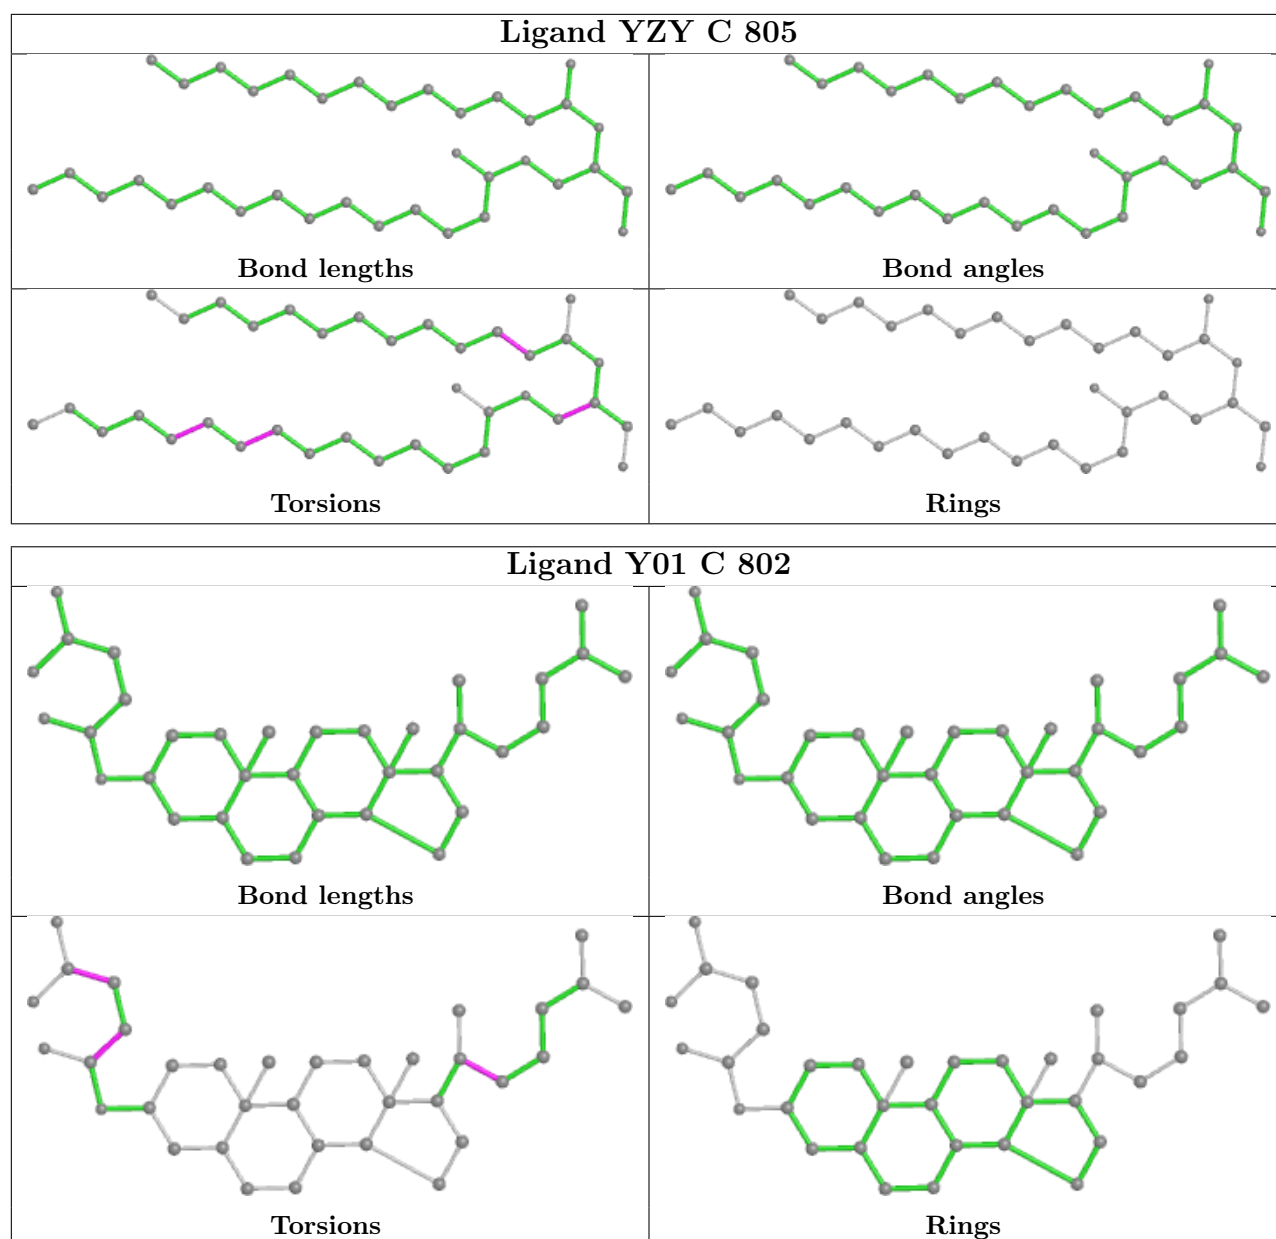 Ligand YZY C 805
Bond lengths
Bond angles
Torsions
Rings
Ligand Y01 C 802
Bond lengths
Bond angles
Torsions
Rings